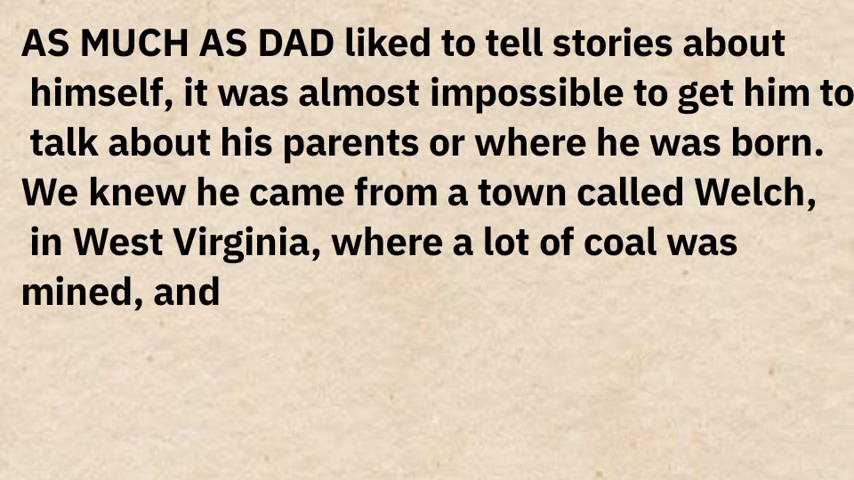 AS MUCH AS DAD liked to tell stories about
himself, it was almost impossible to get him to
talk about his parents or where he was born.
We knew he came from a town called Welch,
in West Virginia, where a lot of coal was
mined, and